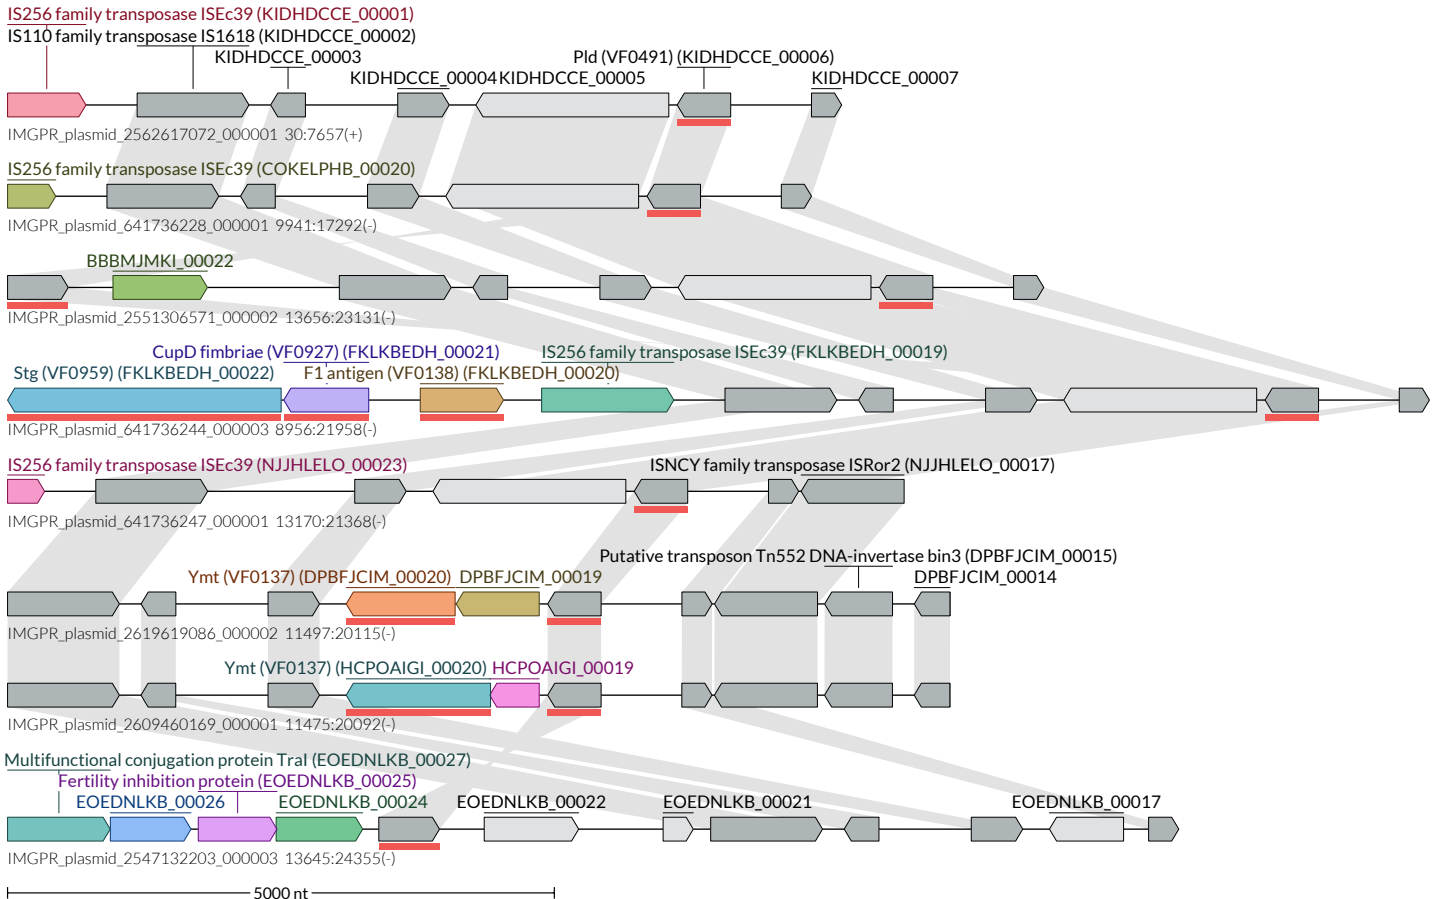 IS256 family transposase ISEc39 (KIDHDCCE_00001)
IS110 family transposase IS1618 (KIDHDCCE_00002)
KIDHDCCE_00003 Pld (VF0491) (KIDHDCCE_00006)
KIDHDCCE_00004 KIDHDCCE_00005 KIDHDCCE_00007
IMGPR_plasmid_2562617072_000001 30:7657(+)
IS256 family transposase ISEc39 (COKELPHB_00020)
IMGPR_plasmid_641736228_000001 9941:17292(-)
BBBMJMKI_00022
IMGPR_plasmid_2551306571_000002 13656:23131(-)
CupD fimbriae (VF0927) (FKLKBEDH_00021) IS256 family transposase ISEc39 (FKLKBEDH_00019)
Stg (VF0959) (FKLKBEDH_00022) F1 antigen (VF0138) (FKLKBEDH_00020)
IMGPR_plasmid_641736244_000003 8956:21958(-)
IS256 family transposase ISEc39 (NJJHLELO_00023) ISNCY family transposase ISRor2 (NJJHLELO_00017)
IMGPR_plasmid_641736247_000001 13170:21368(-)
Putative transposon Tn552 DNA-invertase bin3 (DPBFJCIM_00015)
Ymt (VF0137) (DPBFJCIM_00020) DPBFJCIM_00019 DPBFJCIM_00014
IMGPR_plasmid_2619619086_000002 11497:20115(-)
Ymt (VF0137) (HCPOAIGI_00020) HCPOAIGI_00019
IMGPR_plasmid_2609460169_000001 11475:20092(-)
Multifunctional conjugation protein TraI (EOEDNLKB_00027)
Fertility inhibition protein (EOEDNLKB_00025)
EOEDNLKB_00026 EOEDNLKB_00024 EOEDNLKB_00022 EOEDNLKB_00021 EOEDNLKB_00017
IMGPR_plasmid_2547132203_000003 13645:24355(-)
5000 nt